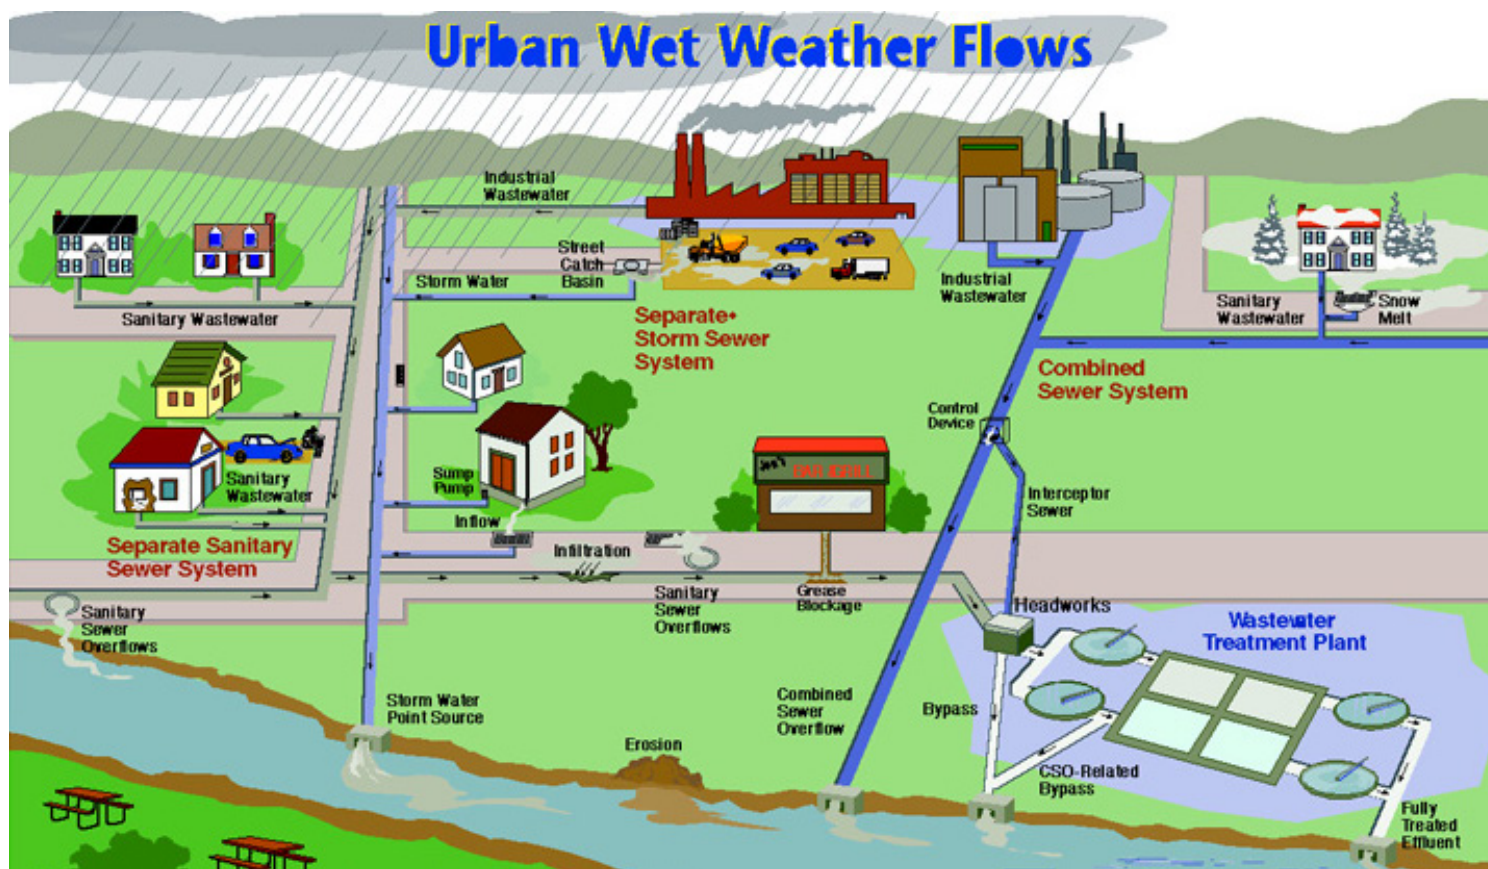 Urban Wet Weather Flows
Industrial
Wastewater
Street
Catch
Basin
Storm Water
Sanitary Wastewater
Separate
Storm Sewer
System
Industrial
Wastewater
Sanitary
Wastewater
Snow
Melt
Combined
Sewer System
Control
Device
Sump
Pump
Sanitary
Wastewater
BAR & GRILL
Interceptor
Sewer
Inflow
Separate Sanitary
Sewer System
Infiltration
Sanitary
Sewer
Overflows
Sanitary
Sewer
Overflows
Grease
Blockage
Headworks
Wastewater
Treatment Plant
Storm Water
Point Source
Combined
Sewer
Overflow
Bypass
Erosion
CSO-Related
Bypass
Fully
Treated
Effluent